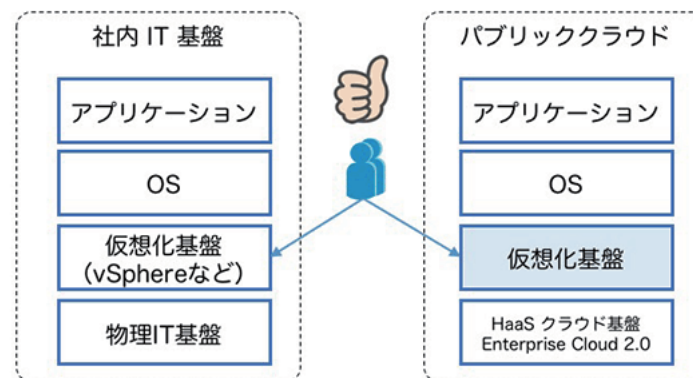 社内 IT 基盤
アプリケーション
OS
仮想化基盤
（vSphereなど）
物理IT基盤
パブリッククラウド
アプリケーション
OS
仮想化基盤
HaaS クラウド基盤
Enterprise Cloud 2.0